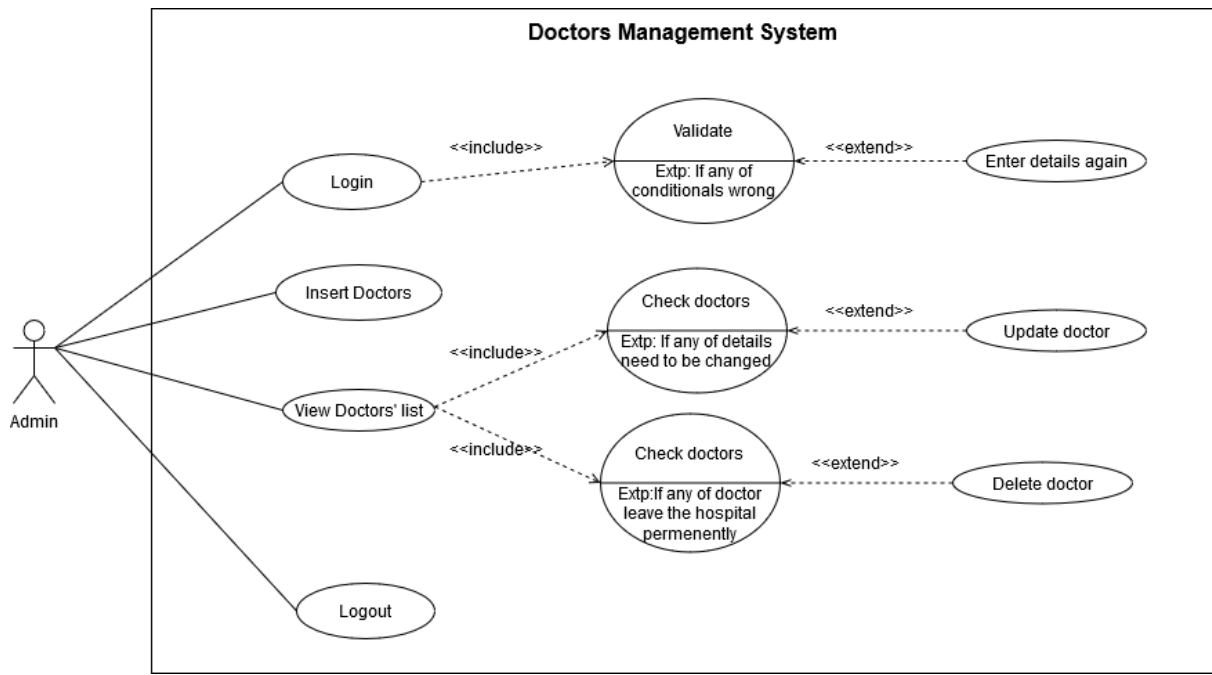 Doctors Management System
Validate
<<include>>
<<extend>>
Enter details again
Login
Extp: If any of
conditionals wrong
Insert Doctors
Check doctors
<<extend>>
Update doctor
Extp: If any of details
need to be changed
<<include>>
Admin
View Doctors' list
<<include>>
Check doctors
<<extend>>
Delete doctor
Extp:If any of doctor
leave the hospital
permenently
Logout